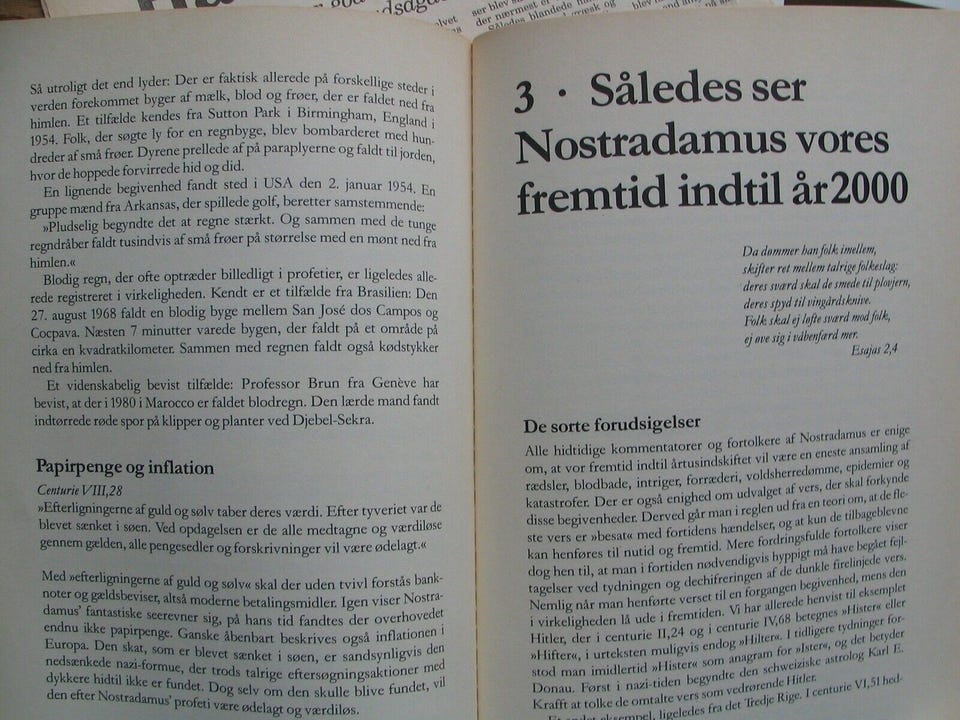 dsaga
ser blev sa
der nærmest er
Således blandede
græsk og
blev na
Så utroligt det end lyder: Der er faktisk allerede på forskellige steder i
verden forekommet byger af mælk, blod og frøer, der er faldet ned fra
himlen. Et tilfælde kendes fra Sutton Park i Birmingham, England i
1954. Folk, der søgte ly for en regnbyge, blev bombarderet med hun-
dreder af små frøer. Dyrene prellede af på paraplyerne og faldt til jorden,
hvor de hoppede forvirrede hid og did.
En lignende begivenhed fandt sted i USA den 2. januar 1954. En
gruppe mænd fra Arkansas, der spillede golf, beretter samstemmende:
»Pludselig begyndte det at regne stærkt. Og sammen med de tunge
regndråber faldt tusindvis af små frøer på størrelse med en mønt ned fra
himlen.«
Blodig regn, der ofte optræder billedligt i profetier, er ligeledes alle-
rede registreret i virkeligheden. Kendt er et tilfælde fra Brasilien: Den
27. august 1968 faldt en blodig byge mellem San José dos Campos og
Cocpava. Næsten 7 minutter varede bygen, der faldt på et område på
cirka en kvadratkilometer. Sammen med regnen faldt også kødstykker
ned fra himlen.
Et videnskabelig bevist tilfælde: Professor Brun fra Genève har
bevist, at der i 1980 i Marocco er faldet blodregn. Den lærde mand fandt
indtørrede røde spor på klipper og planter ved Djebel-Sekra.
Papirpenge og inflation
Centurie VIII,28
»Efterligningerne af guld og sølv taber deres værdi. Efter tyveriet var de
blevet sænket i søen. Ved opdagelsen er de alle medtagne og værdiløse
gennem gælden, alle pengesedler og forskrivninger vil være ødelagt.«
Med »efterligningerne af guld og sølv« skal der uden tvivl forstås bank-
noter og gældsbeviser, altså moderne betalingsmidler. Igen viser Nostra-
damus' fantastiske seerevner sig, på hans tid fandtes der overhovedet
endnu ikke papirpenge. Ganske åbenbart beskrives også inflationen i
Europa. Den skat, som er blevet sænket i søen, er sandsynligvis den
nedsænkede nazi-formue, der trods talrige eftersøgningsaktioner med
dykkere hidtil ikke er fundet. Dog selv om den skulle blive fundet, vil
den efter Nostradamus' profeti være ødelagt og værdiløs.
3 · Således ser
Nostradamus vores
fremtid indtil år 2000
Da dømmer han folk imellem,
skifter ret mellem talrige folkeslag:
deres sværd skal de smede til plovjern,
deres spyd til vingårdsknive.
Folk skal ej løfte sværd mod folk,
ej øve sig i våbenfærd mer.
Esajas 2,4
De sorte forudsigelser
Alle hidtidige kommentatorer og fortolkere af Nostradamus er enige
om, at vor fremtid indtil årtusindskiftet vil være en eneste ansamling af
rædsler, blodbade, intriger, forræderi, voldsherredømme, epidemier og
katastrofer. Der er også enighed om udvalget af vers, der skal forkynde
disse begivenheder. Derved går man i reglen ud fra en teori om, at de fle-
ste vers er »besat« med fortidens hændelser, og at kun de tilbageblevne
kan henføres til nutid og fremtid. Mere fordringsfulde fortolkere viser
dog hen til, at man i fortiden nødvendigvis hyppigt må have begået fejl-
tagelser ved tydningen og dechifreringen af de dunkle firelinjede vers.
Nemlig når man henførte verset til en forgangen begivenhed, mens den
i virkeligheden lå ude i fremtiden. Vi har allerede henvist til eksemplet
Hitler, der i centurie II,24 og i centurie IV,68 betegnes »Hister« eller
»Hifter«, i urteksten muligvis endog »Hilter«. I tidligere tydninger for-
stod man imidlertid »Hister« som anagram for »Ister«, og det betyder
Donau. Først i nazi-tiden begyndte den schweiziske astrolog Karl E.
Krafft at tolke de omtalte vers som vedrørende Hitler.
Et andet eksempel, ligeledes fra det Tredje Rige. I centurie VI,51 hed-